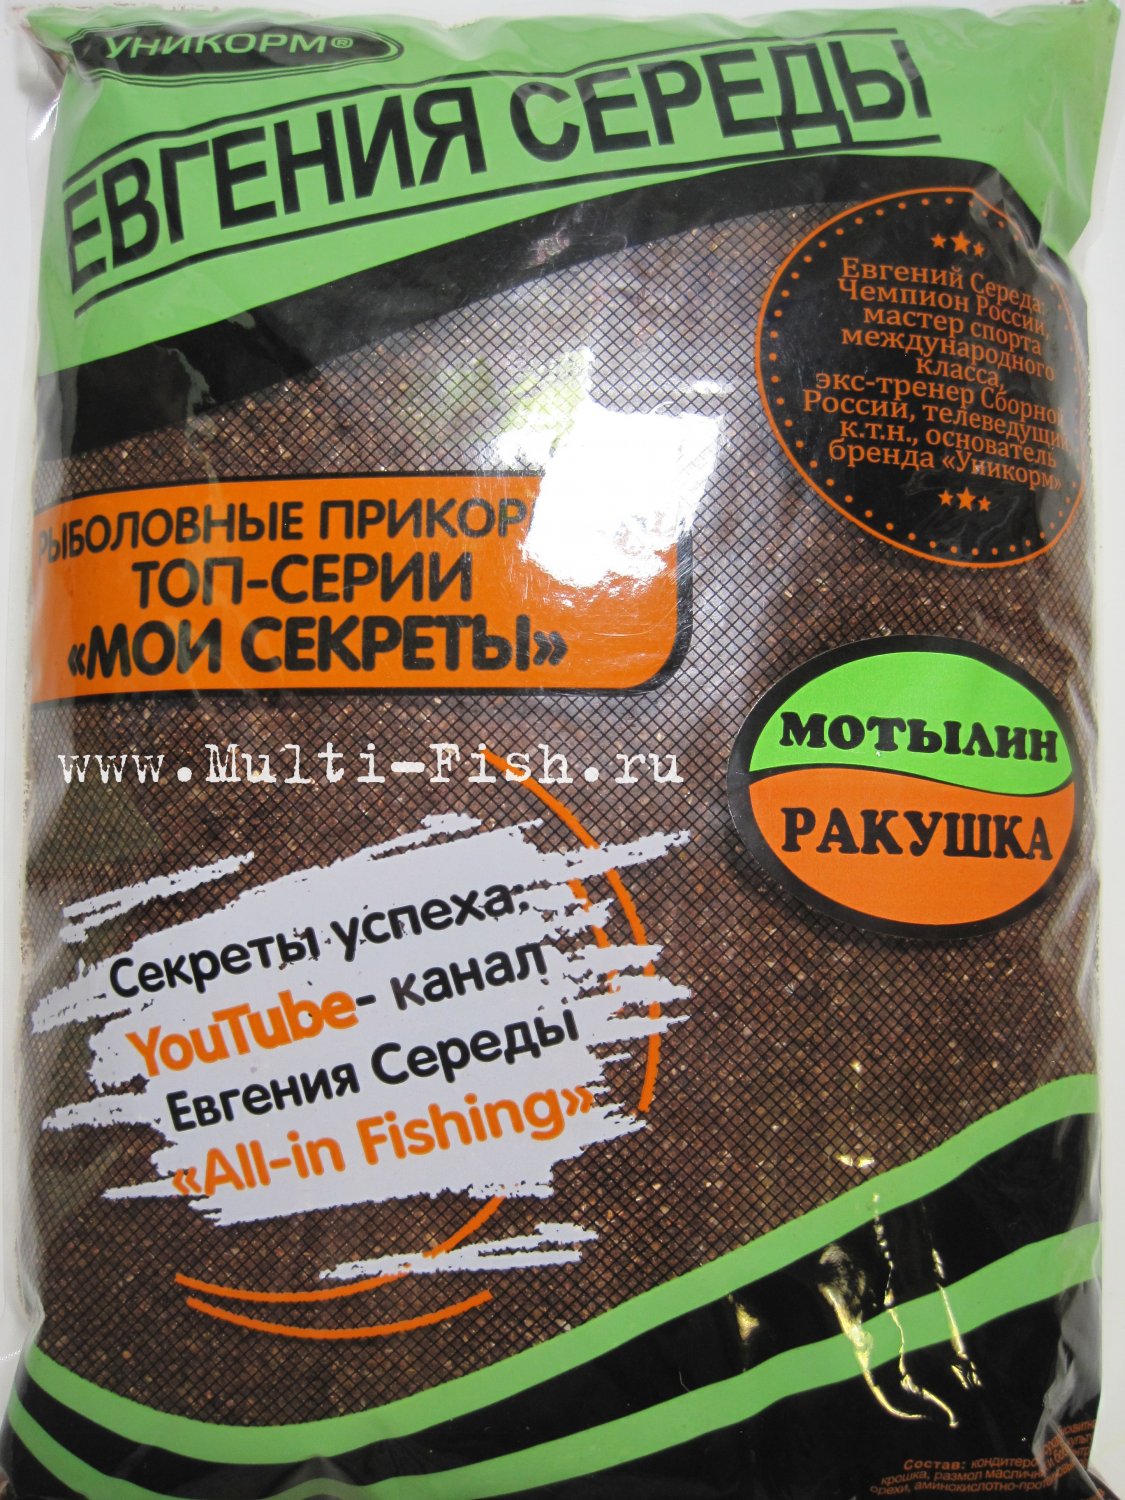 УНИКОРМ®
ЕВГЕНИЯ СЕРЕДЫ
Евгений Середа:
Чемпион России,
мастер спорта
международного
класса,
экс-тренер Сборной
России, телеведущий
к.т.н., основатель
бренда «Уникорм»
РЫБОЛОВНЫЕ ПРИКОР
ТОП-СЕРИИ
«МОИ СЕКРЕТЫ»
www.Multi-Fish.ru
МОТЫЛИН
РАКУШКА
Секреты успеха:
YouTube- канал
Евгения Середы
«All-in Fishing»
Состав: кондитеро
крошка, размол маслич
орехи, аминокислотно-про